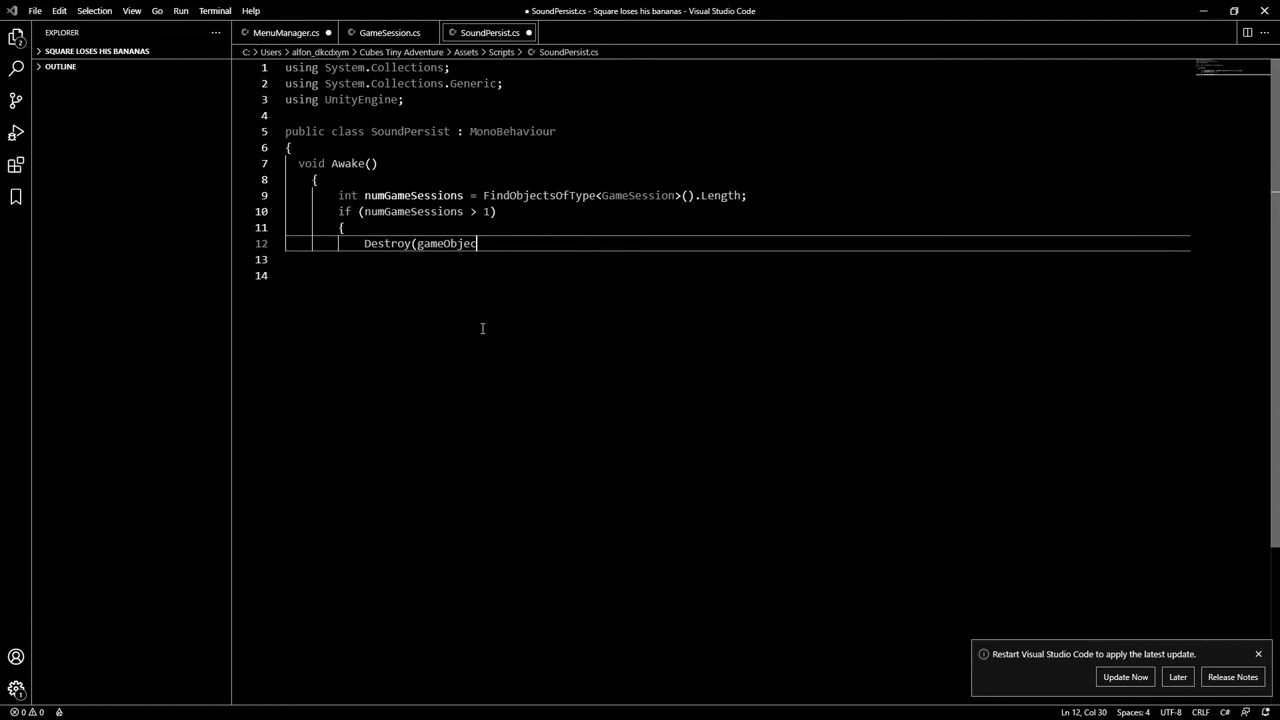 File Edit Selection View Go Run Terminal Help
● SoundPersist.cs - Square loses his bananas - Visual Studio Code
EXPLORER ···
SQUARE LOSES HIS BANANAS
OUTLINE
MenuManager.cs ● GameSession.cs SoundPersist.cs ●
C: > Users > alfon_dkcdxym > Cubes Tiny Adventure > Assets > Scripts > SoundPersist.cs
1 using System.Collections;
2 using System.Collections.Generic;
3 using UnityEngine;
4
5 public class SoundPersist : MonoBehaviour
6 {
7 void Awake()
8 {
9 int numGameSessions = FindObjectsOfType<GameSession>().Length;
10 if (numGameSessions > 1)
11 {
12 Destroy(gameObjec
13
14
Restart Visual Studio Code to apply the latest update.
Update Now Later Release Notes
0 0 Ln 12, Col 30 Spaces: 4 UTF-8 CRLF C#